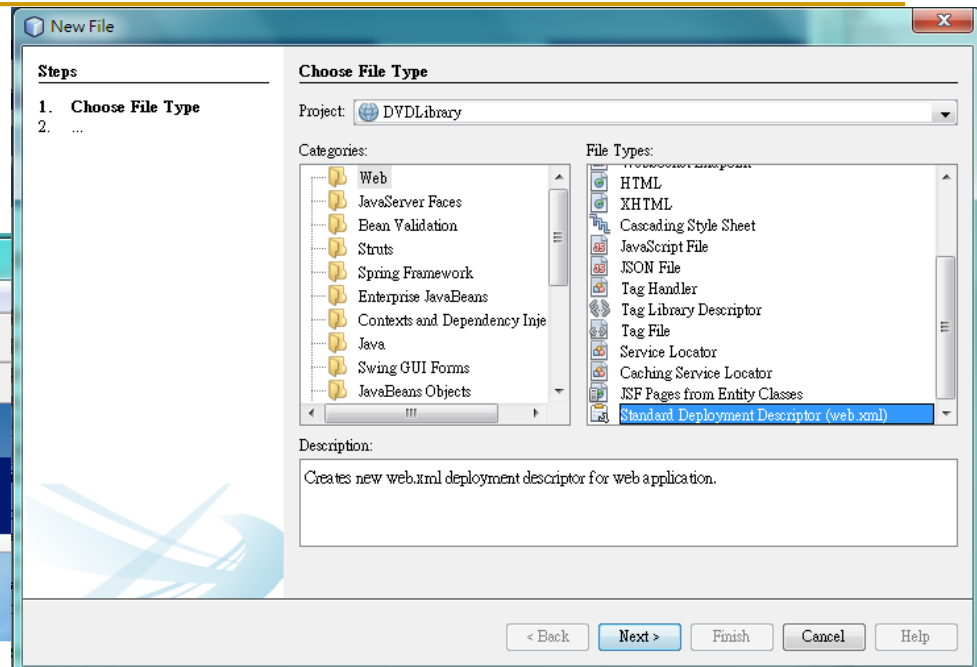 New File
Steps
1. Choose File Type
2. ...
Choose File Type
Project: DVDLibrary
Categories:
Web
JavaServer Faces
Bean Validation
Struts
Spring Framework
Enterprise JavaBeans
Contexts and Dependency Inje
Java
Swing GUI Forms
JavaBeans Objects
File Types:
HTML
XHTML
Cascading Style Sheet
JavaScript File
JSON File
Tag Handler
Tag Library Descriptor
Tag File
Service Locator
Caching Service Locator
JSF Pages from Entity Classes
Standard Deployment Descriptor (web.xml)
Description:
Creates new web.xml deployment descriptor for web application.
< Back Next > Finish Cancel Help